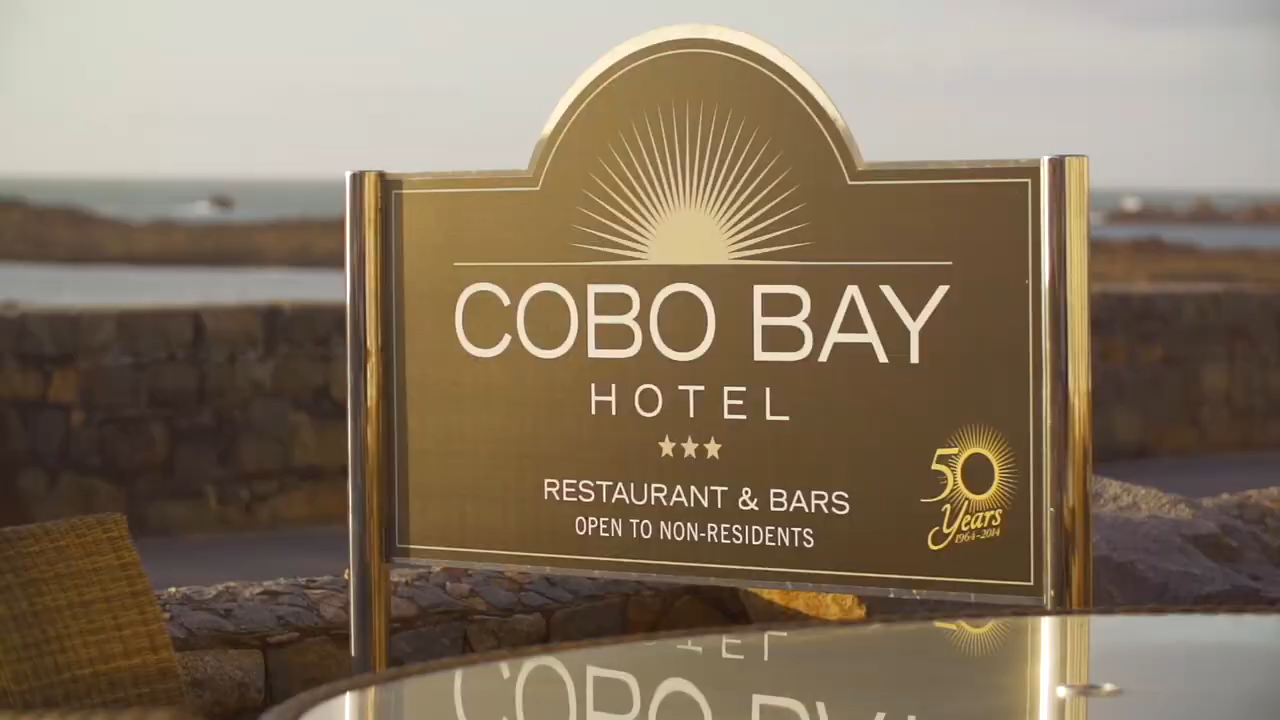 COBO BAY
HOTEL
RESTAURANT & BARS
OPEN TO NON-RESIDENTS
50
Years
1964-2014